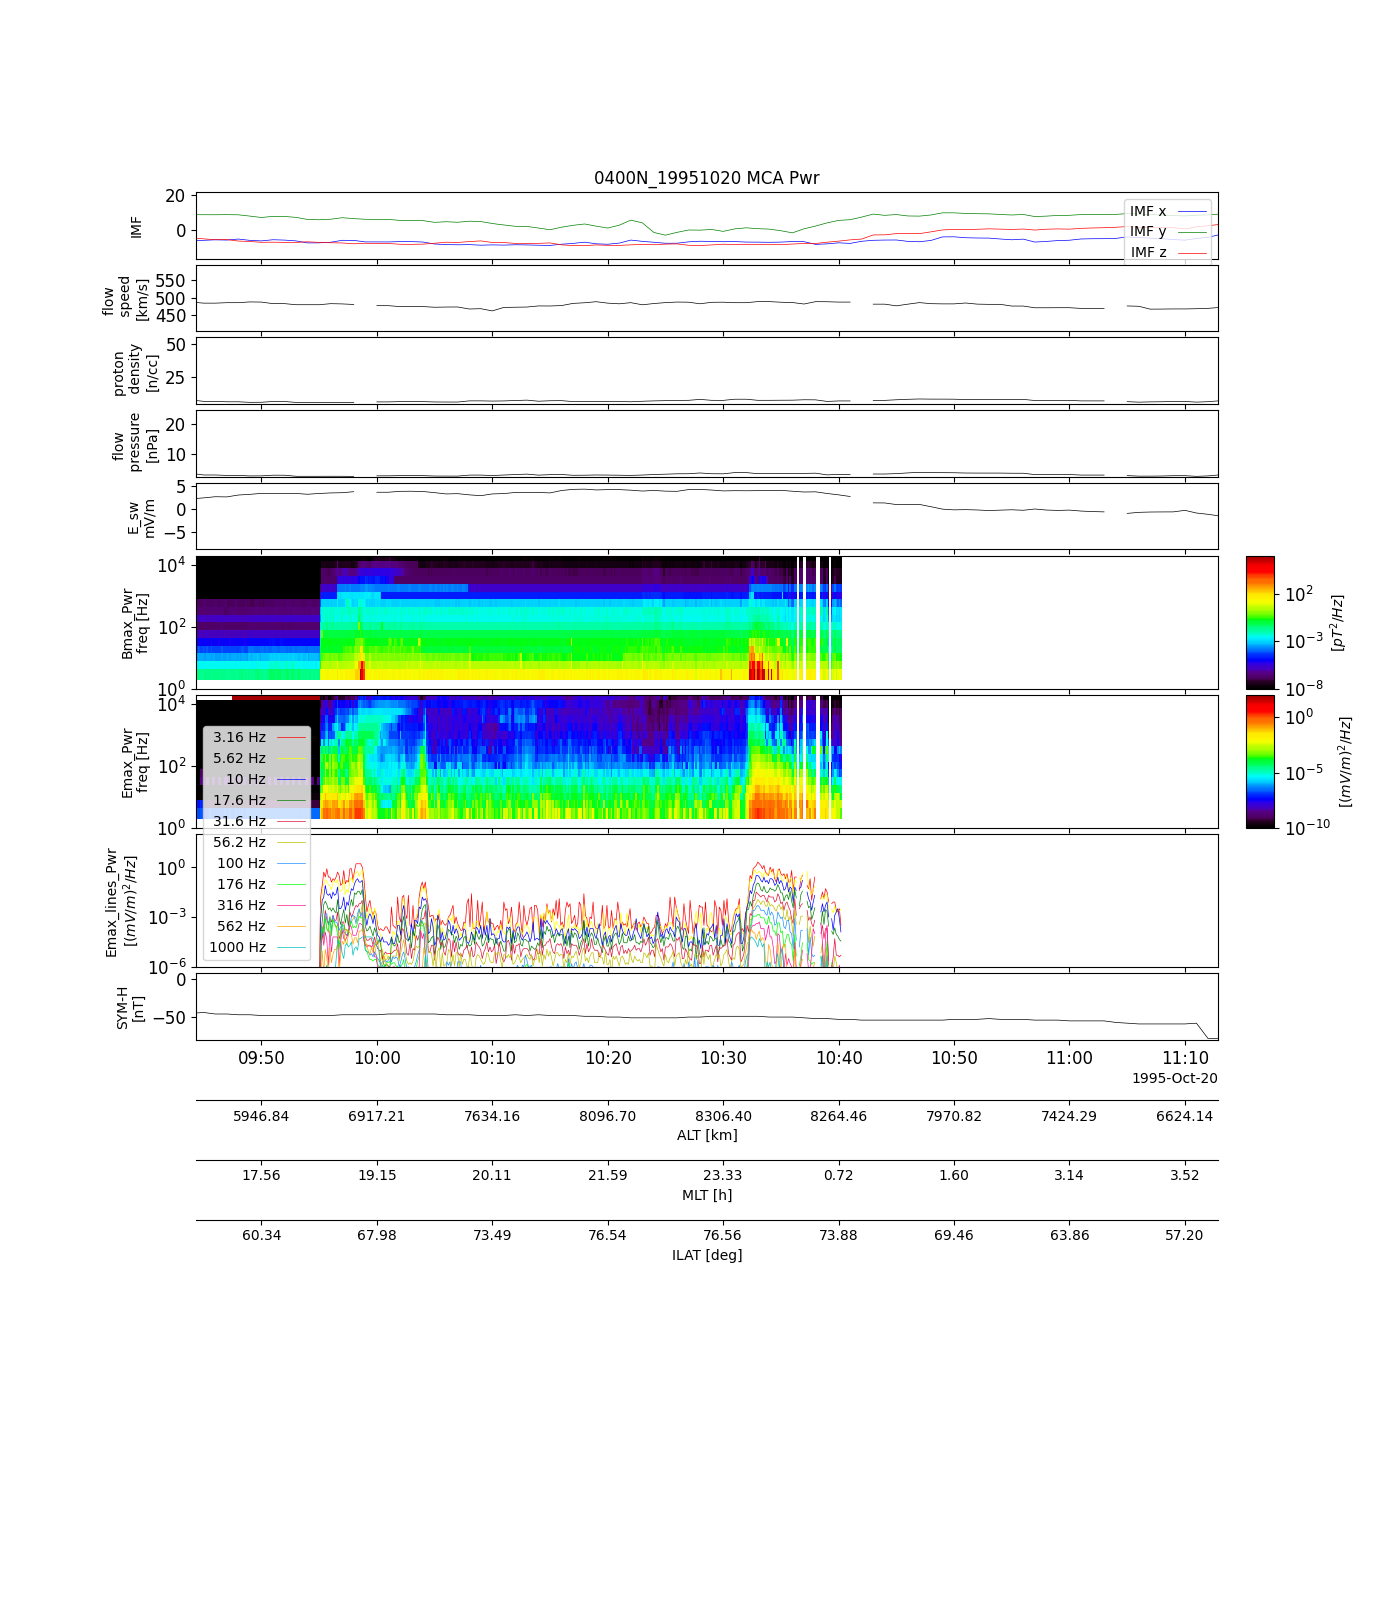 0400N_19951020 MCA Pwr
20
0
IMF
IMF x
IMF y
IMF z
550
500
450
flow
speed
[km/s]
50
25
proton
density
[n/cc]
20
10
flow
pressure
[nPa]
5
0
−5
E_sw
mV/m
10^4
10^2
10^0
Bmax_Pwr
freq [Hz]
10^2
10^−3
10^−8
[pT^2/Hz]
10^4
10^2
10^0
Emax_Pwr
freq [Hz]
10^0
10^−5
10^−10
[(mV/m)^2/Hz]
3.16 Hz
5.62 Hz
10 Hz
17.6 Hz
31.6 Hz
56.2 Hz
100 Hz
176 Hz
316 Hz
562 Hz
1000 Hz
10^0
10^−3
10^−6
Emax_lines_Pwr
[(mV/m)^2/Hz]
0
−50
SYM-H
[nT]
09:50 10:00 10:10 10:20 10:30 10:40 10:50 11:00 11:10
1995-Oct-20
5946.84 6917.21 7634.16 8096.70 8306.40 8264.46 7970.82 7424.29 6624.14
ALT [km]
17.56 19.15 20.11 21.59 23.33 0.72 1.60 3.14 3.52
MLT [h]
60.34 67.98 73.49 76.54 76.56 73.88 69.46 63.86 57.20
ILAT [deg]